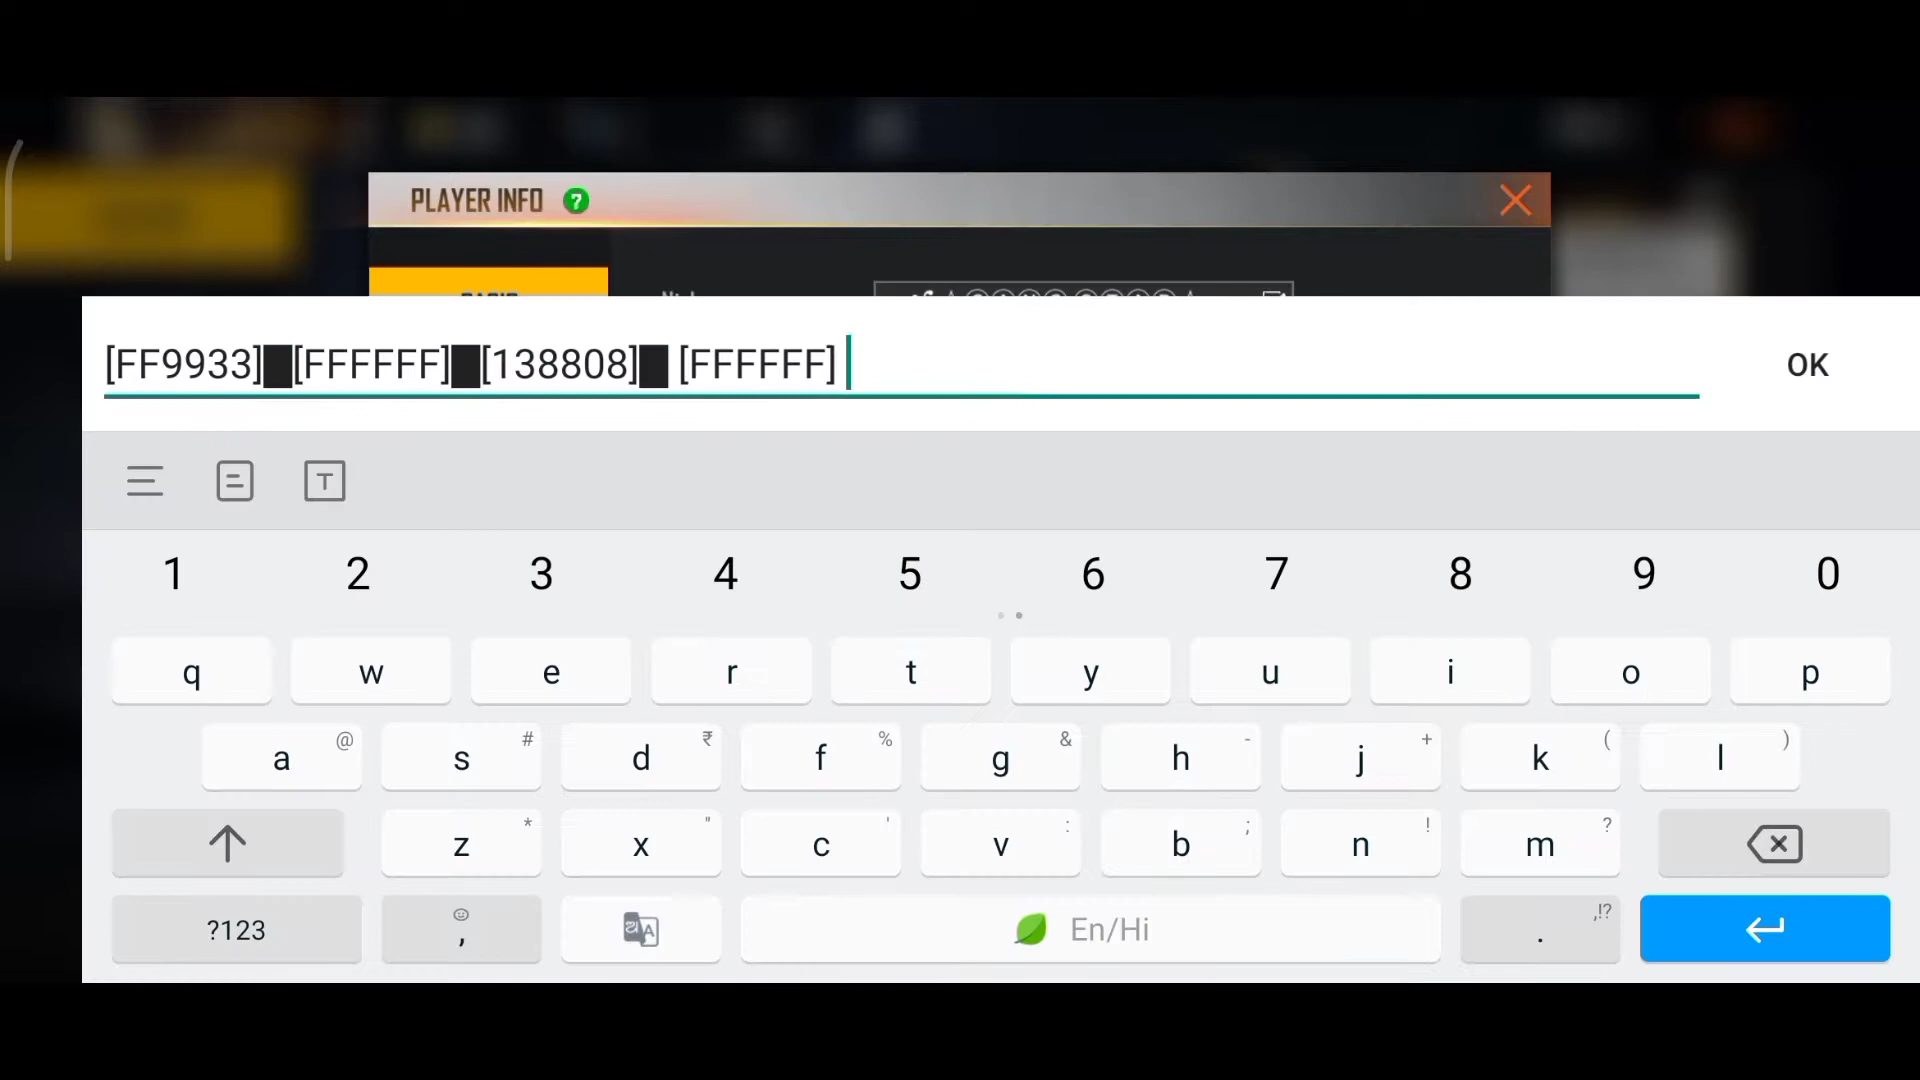 PLAYER INFO ?
[FF9933]█[FFFFFF]█[138808]█ [FFFFFF]
OK
T
1 2 3 4 5 6 7 8 9 0
q w e r t y u i o p
@ # ₹ % & - + ( )
a s d f g h j k l
* " ' : ; ! ?
z x c v b n m
,!?
?123 , En/Hi .